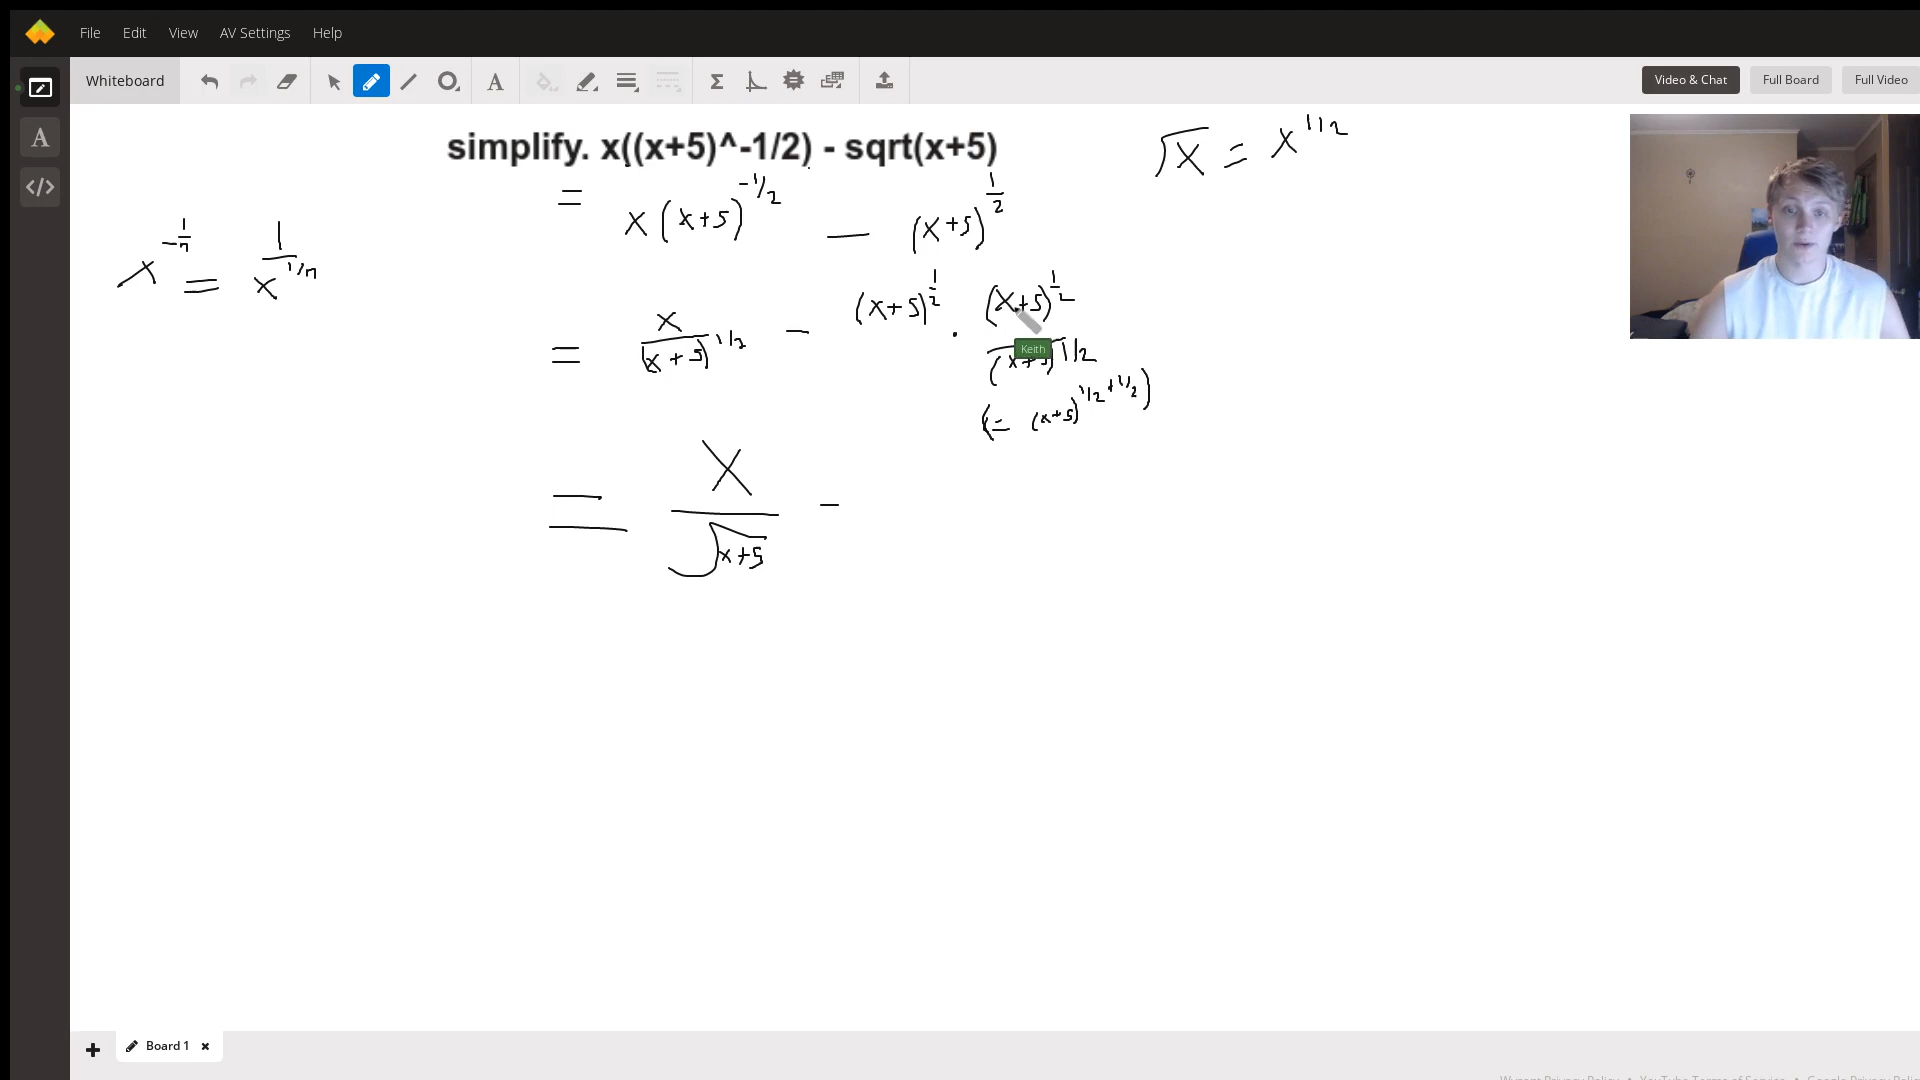 File Edit View AV Settings Help
Whiteboard A Σ Video & Chat Full Board Full Video
A
simplify. x((x+5)^-1/2) - sqrt(x+5)
√x = x^1/2
= x(x+5)^-1/2 − (x+5)^1/2
x^-1/n = 1/x^1/n
= x/(x+5)^1/2 − (x+5)^1/2 · (x+5)^1/2/(x+5)^1/2
Keith
(= (x+5)^1/2+1/2)
= x/√x+5 −
Board 1